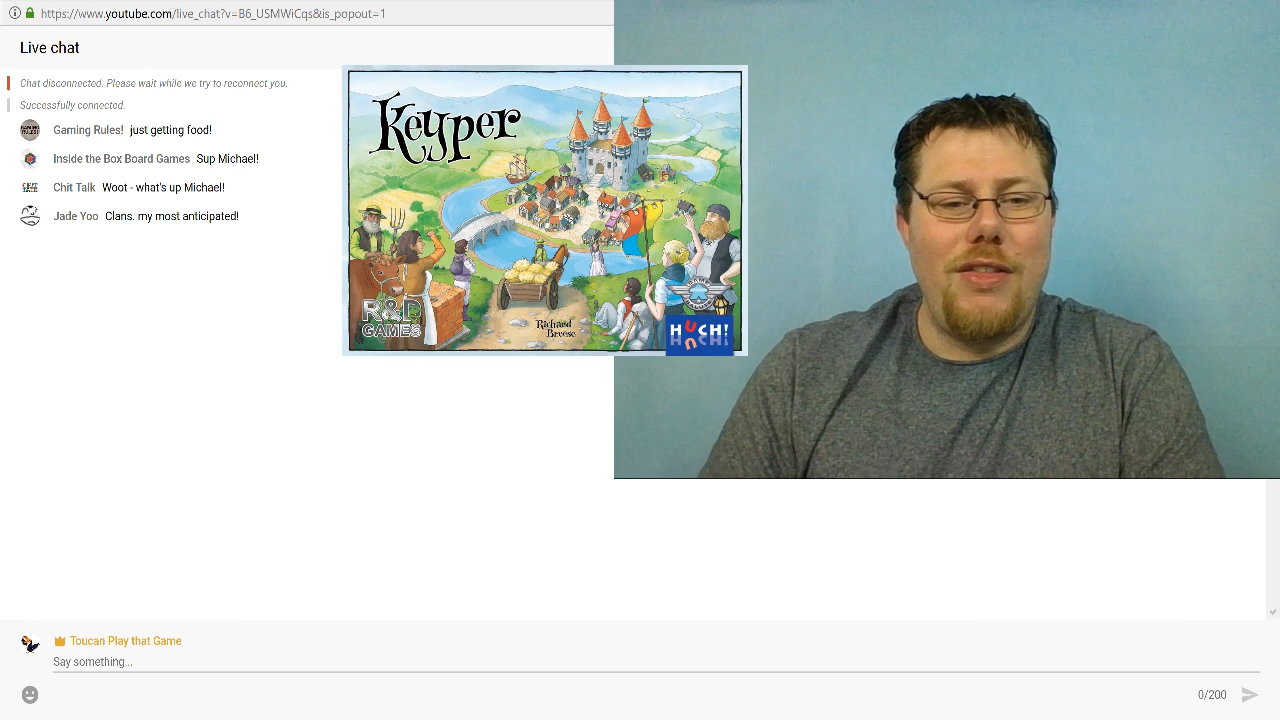 https://www.youtube.com/live_chat?v=B6_USMWiCqs&is_popout=1
Live chat
Chat disconnected. Please wait while we try to reconnect you.
Successfully connected.
Gaming Rules! just getting food!
Inside the Box Board Games Sup Michael!
Chit Talk Woot - what's up Michael!
Jade Yoo Clans. my most anticipated!
Keyper
R&D
GAMES
Richard
Breese
HUCH!
Toucan Play that Game
Say something...
0/200